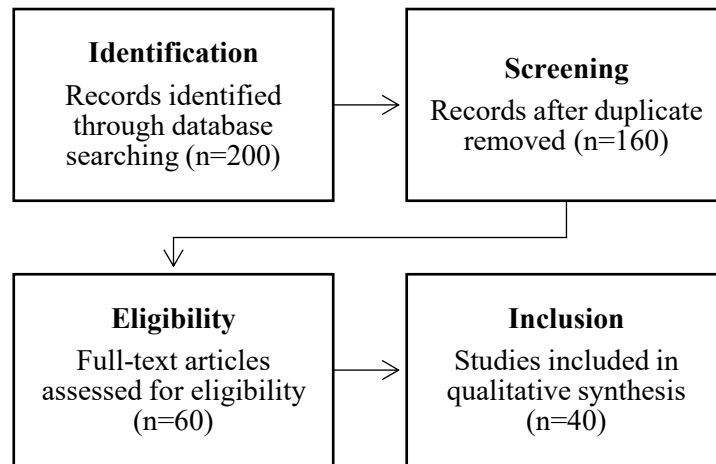 Identification
Records identified
through database
searching (n=200)
Screening
Records after duplicate
removed (n=160)
Eligibility
Full-text articles
assessed for eligibility
(n=60)
Inclusion
Studies included in
qualitative synthesis
(n=40)